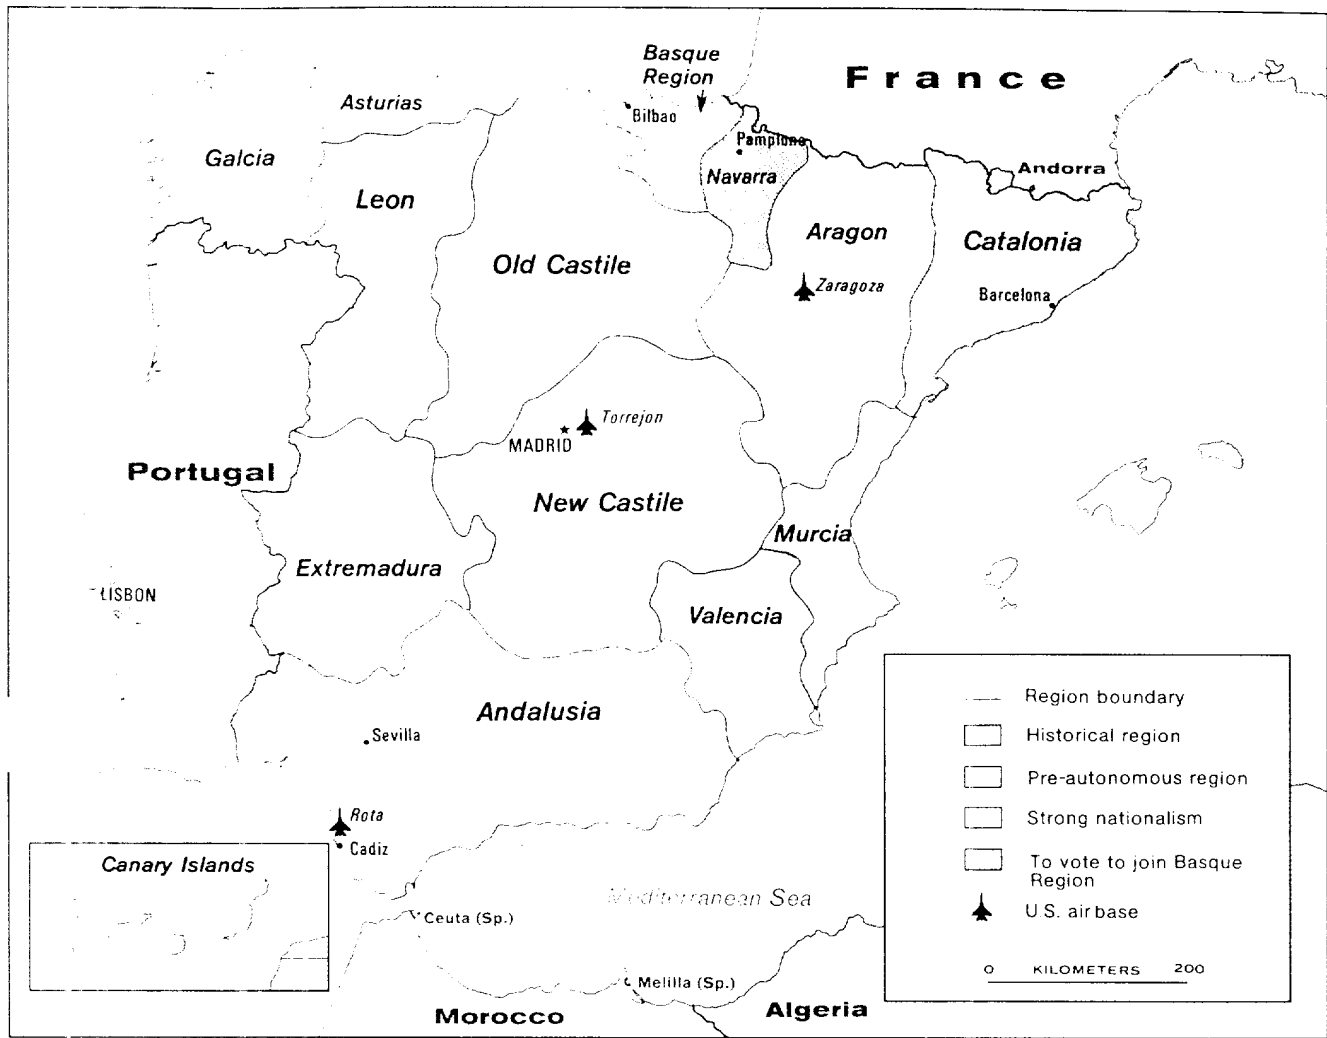 Basque
Region
France
Asturias
Bilbao
Galcia
Pamplona
Andorra
Navarra
Leon
Aragon
Catalonia
Old Castile
Zaragoza
Barcelona
Torrejon
MADRID
Portugal
New Castile
Murcia
Extremadura
LISBON
Valencia
Andalusia
Sevilla
Rota
Cadiz
Canary Islands
Mediterranean Sea
Ceuta (Sp.)
Melilla (Sp.)
Morocco
Algeria
Region boundary
Historical region
Pre-autonomous region
Strong nationalism
To vote to join Basque
Region
U.S. air base
0 KILOMETERS 200